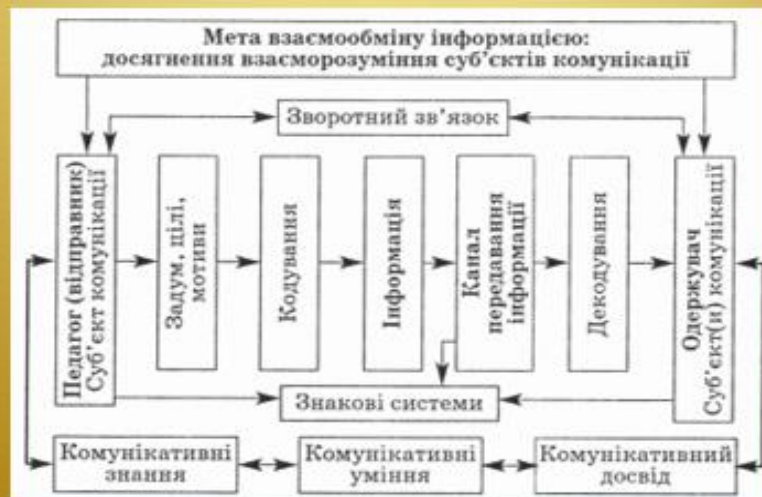 Мета взаємообміну інформацією:
досягнення взасморозуміння суб’єктів комунікації
Зворотний зв’язок
Педагог (відправник)
Суб’єкт комунікації
Задум, цілі,
мотиви
Кодування
Інформація
Канал
передавання
інформації
Декодування
Одержувач
Суб’єкт(и) комунікації
Знакові системи
Комунікативні
знання
Комунікативні
уміння
Комунікативний
досвід